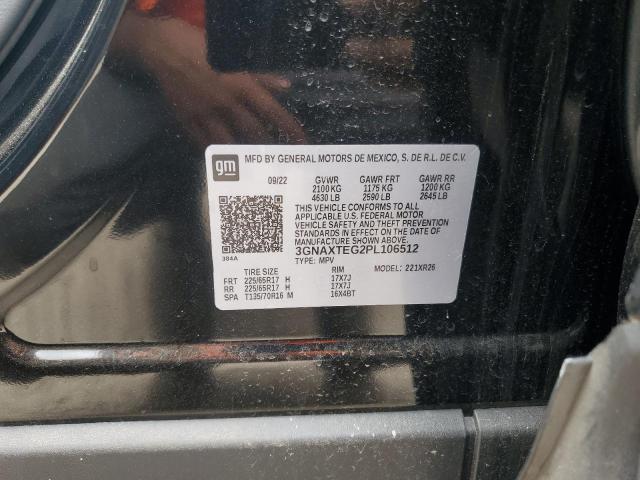 MFD BY GENERAL MOTORS DE MEXICO, S. DE R.L. DE C.V.
gm
09/22 GVWR GAWR FRT GAWR RR
2100 KG 1175 KG 1200 KG
4630 LB 2590 LB 2645 LB
THIS VEHICLE CONFORMS TO ALL
APPLICABLE U.S. FEDERAL MOTOR
VEHICLE SAFETY AND THEFT PREVENTION
STANDARDS IN EFFECT ON THE DATE OF
MANUFACTURE SHOWN ABOVE.
3GNAXTEG2PL106512
384A TYPE: MPV MODEL: 221XR26
TIRE SIZE RIM
FRT 225/65R17 H 17X7J
RR 225/65R17 H 17X7J
SPA T135/70R16 M 16X4BT